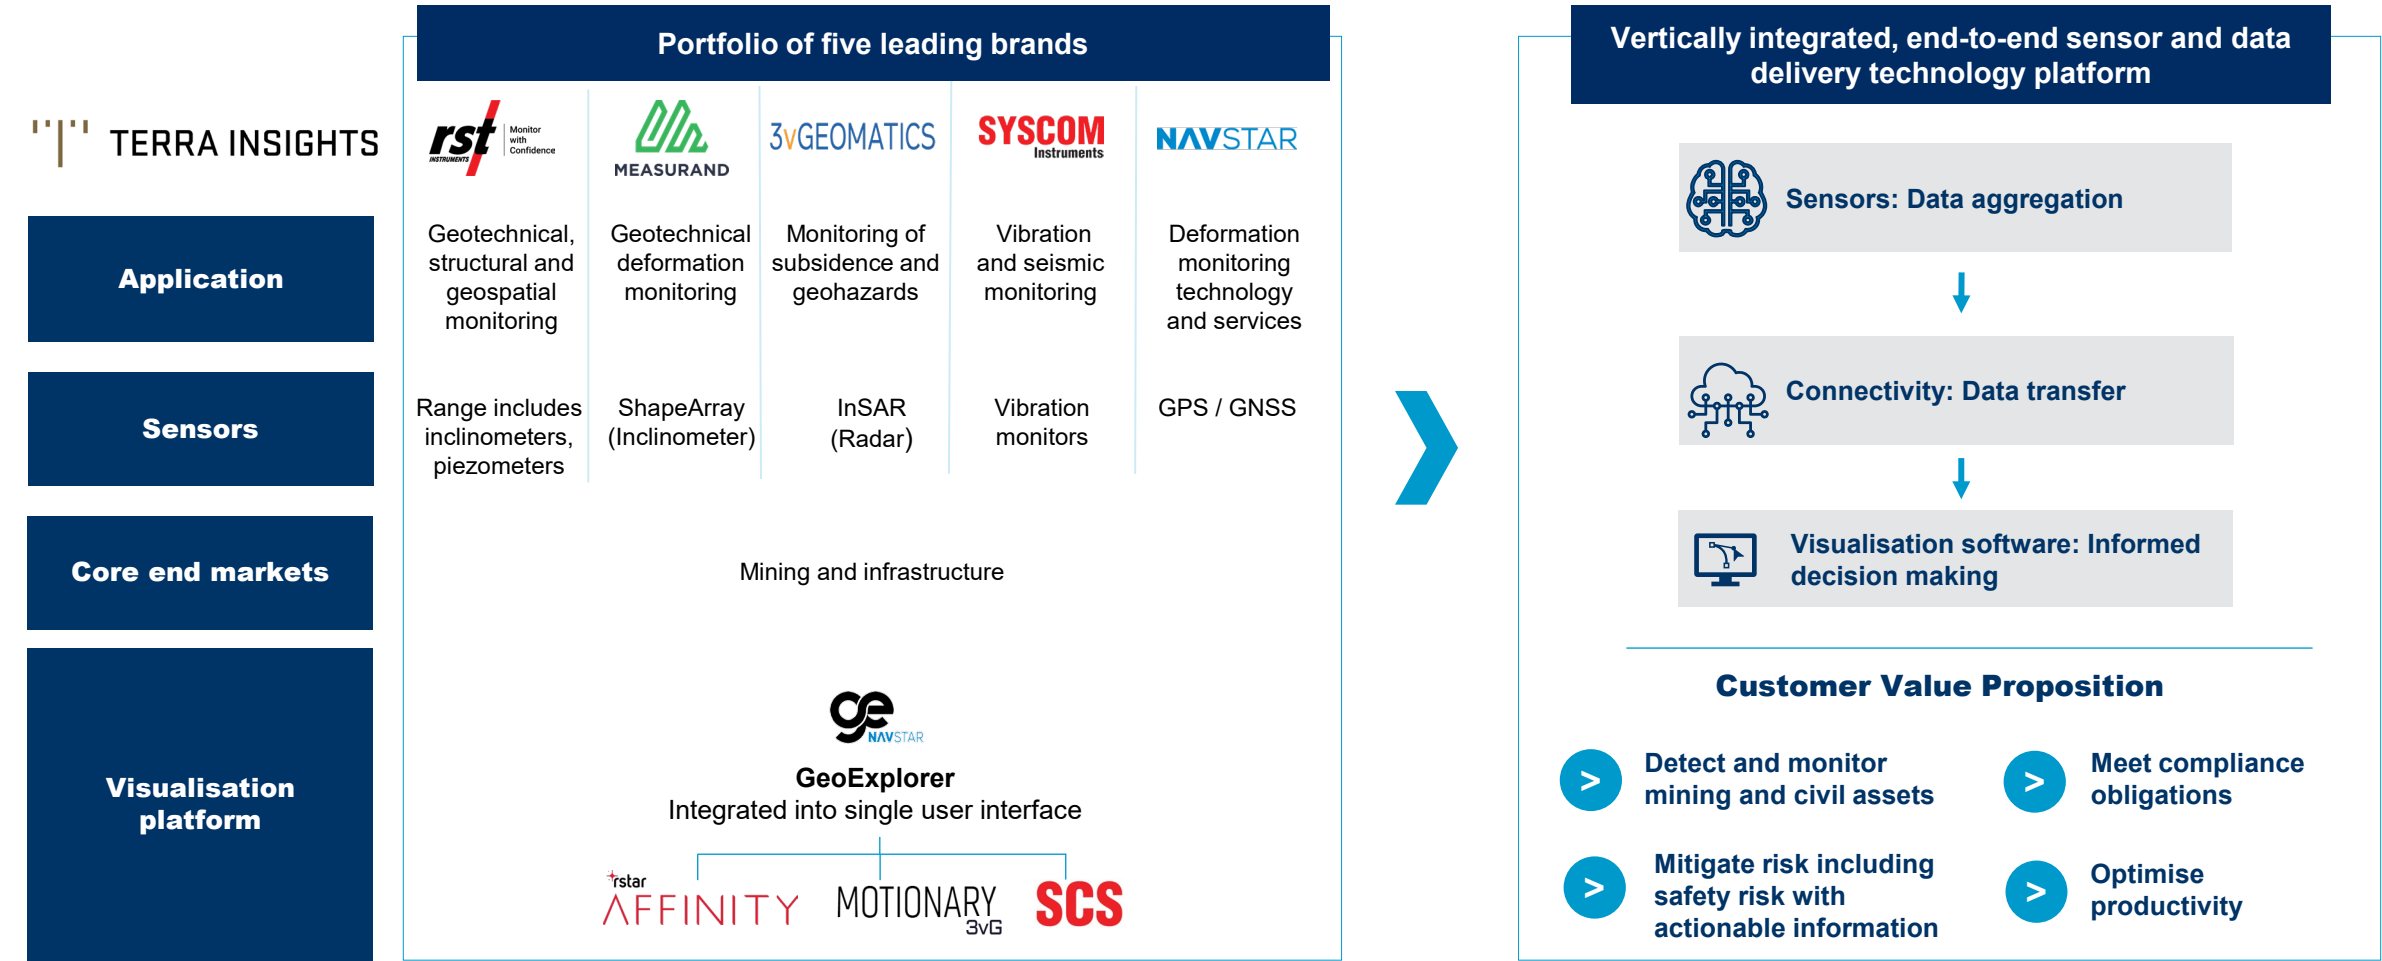 Portfolio of five leading brands
TERRA INSIGHTS
rst
INSTRUMENTS
Monitor
with
Confidence
MEASURAND
3vGEOMATICS
SYSCOM
Instruments
NAVSTAR
Application
Geotechnical,
structural and
geospatial
monitoring
Geotechnical
deformation
monitoring
Monitoring of
subsidence and
geohazards
Vibration
and seismic
monitoring
Deformation
monitoring
technology
and services
Sensors
Range includes
inclinometers,
piezometers
ShapeArray
(Inclinometer)
InSAR
(Radar)
Vibration
monitors
GPS / GNSS
Core end markets
Mining and infrastructure
Visualisation
platform
ge
NAVSTAR
GeoExplorer
Integrated into single user interface
rstar
AFFINITY
MOTIONARY
3vG
SCS
Vertically integrated, end-to-end sensor and data
delivery technology platform
Sensors: Data aggregation
Connectivity: Data transfer
Visualisation software: Informed
decision making
Customer Value Proposition
> Detect and monitor
mining and civil assets
> Meet compliance
obligations
> Mitigate risk including
safety risk with
actionable information
> Optimise
productivity